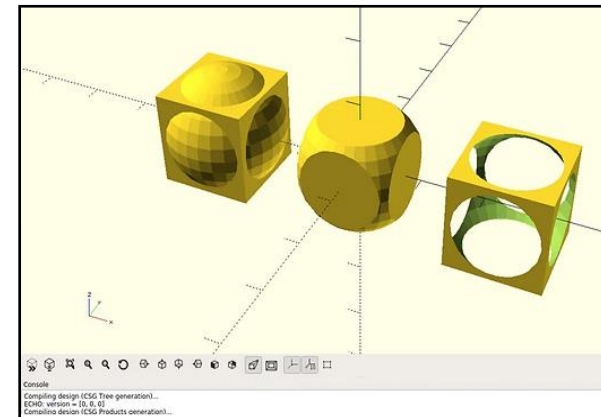 z
y
x
Console
Compiling design (CSG Tree generation)...
ECHO: version = [0, 0, 0]
Compiling design (CSG Products generation)...